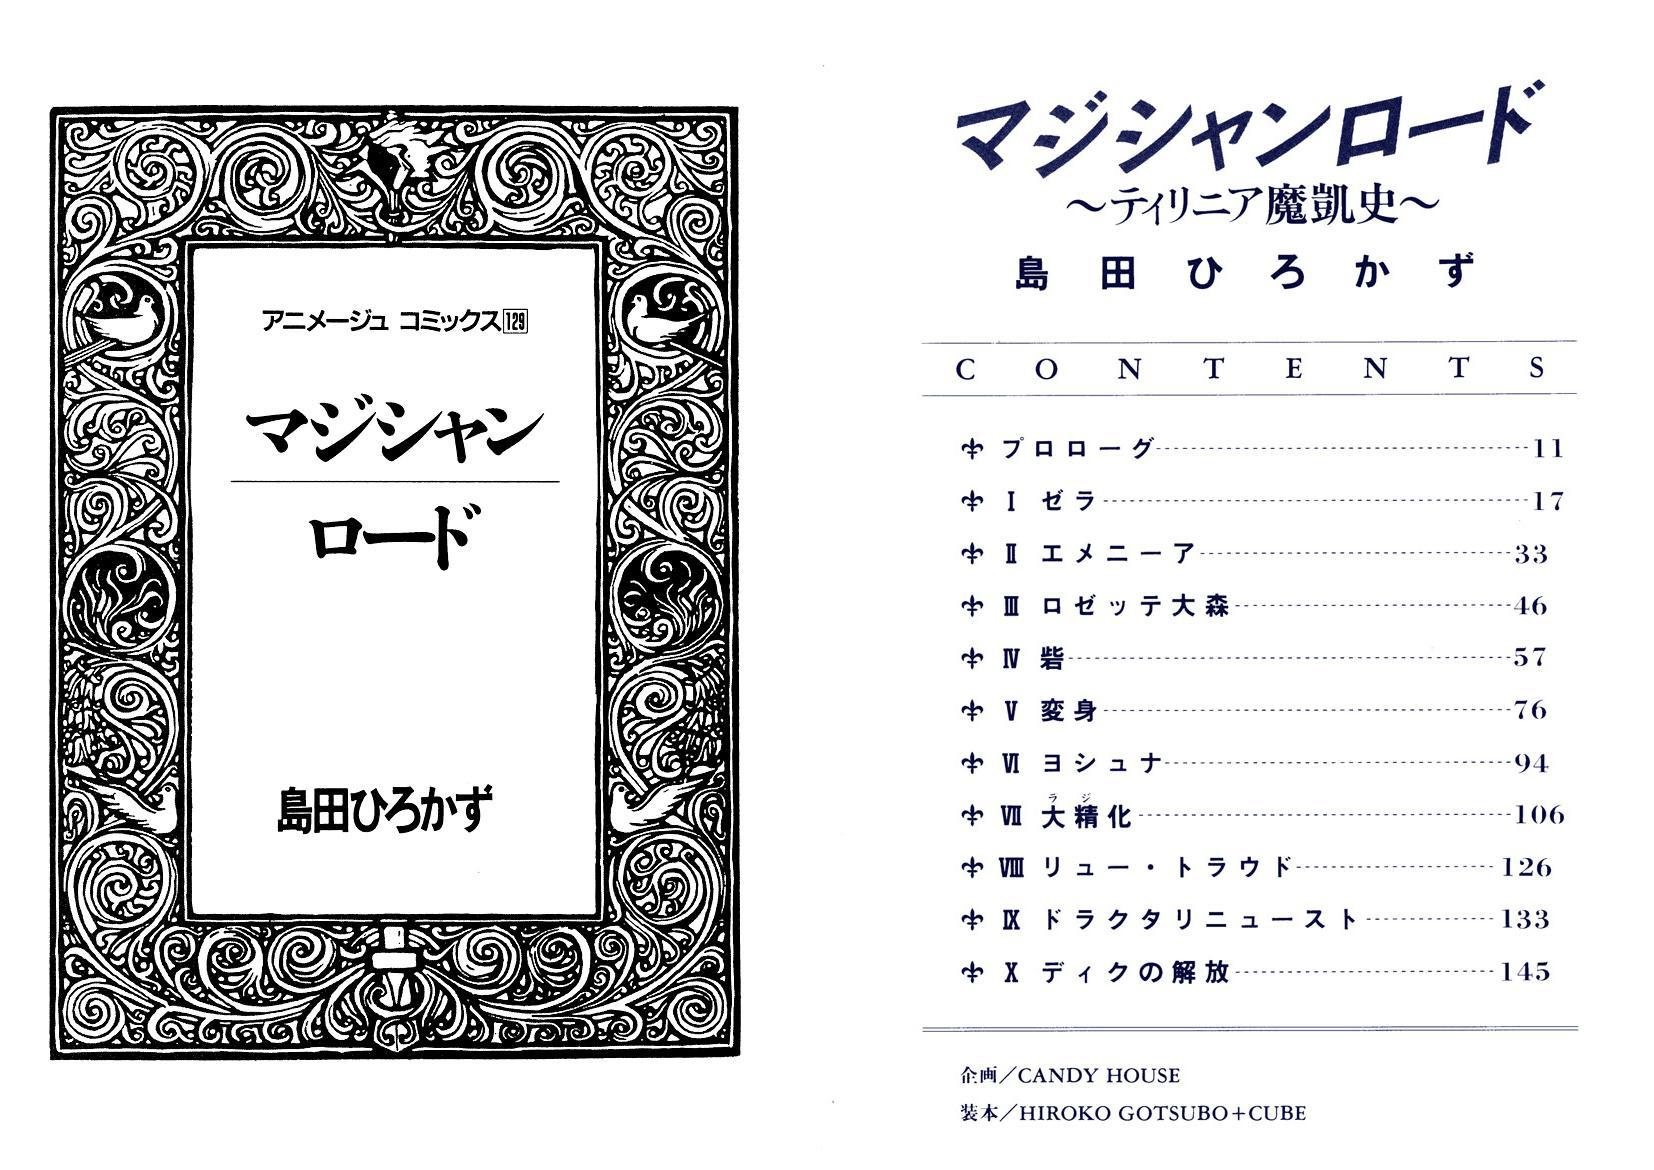 アニメージュ コミックス129
マジシャン
ロード
島田ひろかず
マジシャンロード
～ティリニア魔凱史～
島田ひろかず
CONTENTS
プロローグ 11
Ⅰ ゼラ 17
Ⅱ エメニーア 33
Ⅲ ロゼッテ大森 46
Ⅳ 砦 57
Ⅴ 変身 76
Ⅵ ヨシュナ 94
ラジ
Ⅶ 大精化 106
Ⅷ リュー・トラウド 126
Ⅸ ドラクタリニュースト 133
Ⅹ ディクの解放 145
企画／CANDY HOUSE
装本／HIROKO GOTSUBO＋CUBE